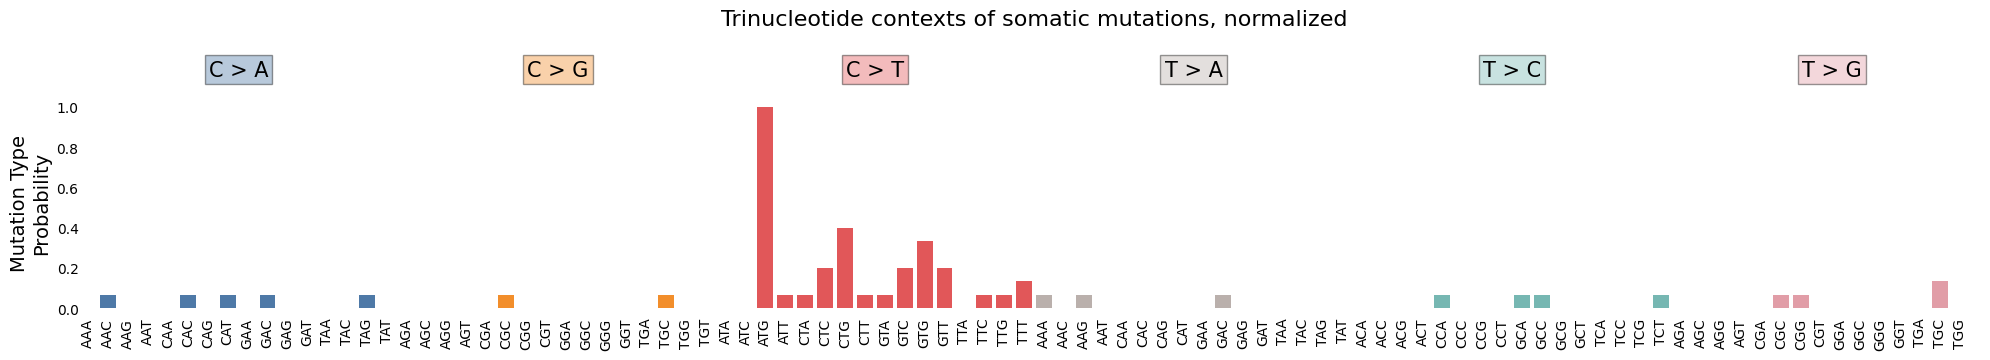 Trinucleotide contexts of somatic mutations, normalized
C > A
C > G
C > T
T > A
T > C
T > G
Mutation Type
Probability
1.0
0.8
0.6
0.4
0.2
0.0
AAA AAC AAG AAT CAA CAC CAG CAT GAA GAC GAG GAT TAA TAC TAG TAT AGA AGC AGG AGT CGA CGC CGG CGT GGA GGC GGG GGT TGA TGC TGG TGT ATA ATC ATG ATT CTA CTC CTG CTT GTA GTC GTG GTT TTA TTC TTG TTT AAA AAC AAG AAT CAA CAC CAG CAT GAA GAC GAG GAT TAA TAC TAG TAT ACA ACC ACG ACT CCA CCC CCG CCT GCA GCC GCG GCT TCA TCC TCG TCT AGA AGC AGG AGT CGA CGC CGG CGT GGA GGC GGG GGT TGA TGC TGG